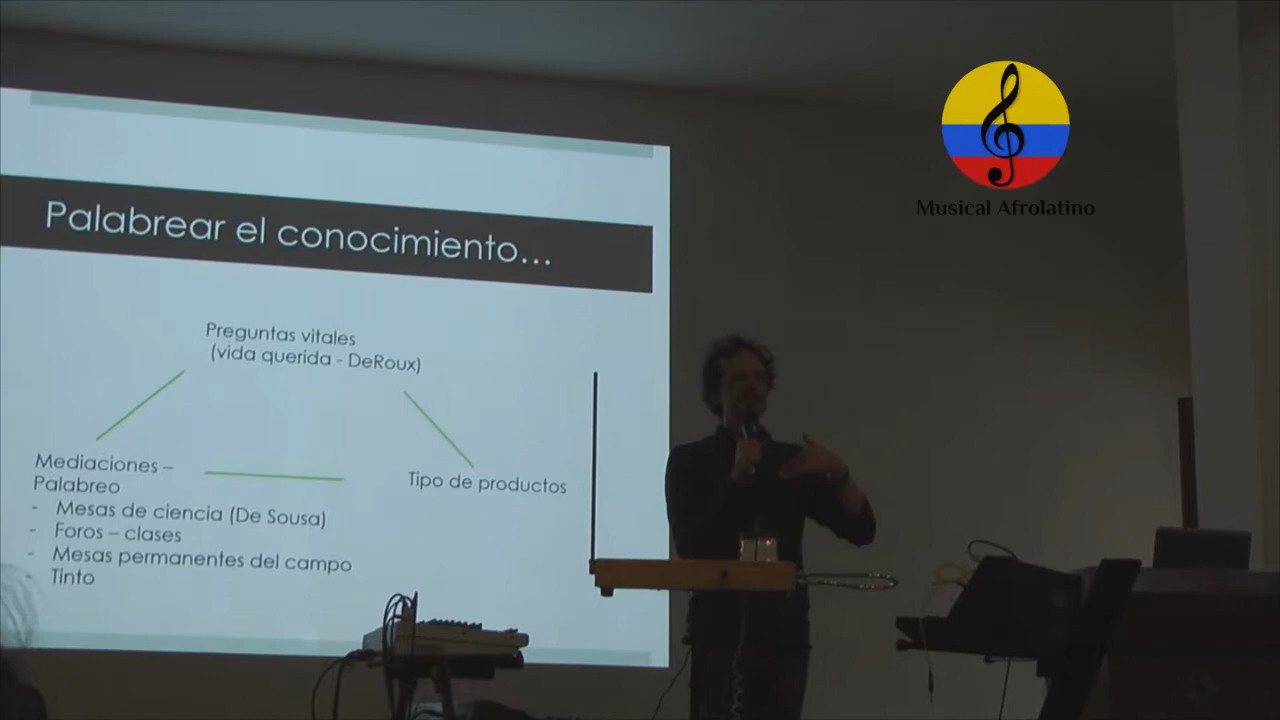 Palabrear el conocimiento...
Preguntas vitales
(vida querida - DeRoux)
Mediaciones –
Palabreo
- Mesas de ciencia (De Sousa)
- Foros – clases
- Mesas permanentes del campo
- Tinto
Tipo de productos
Musical Afrolatino